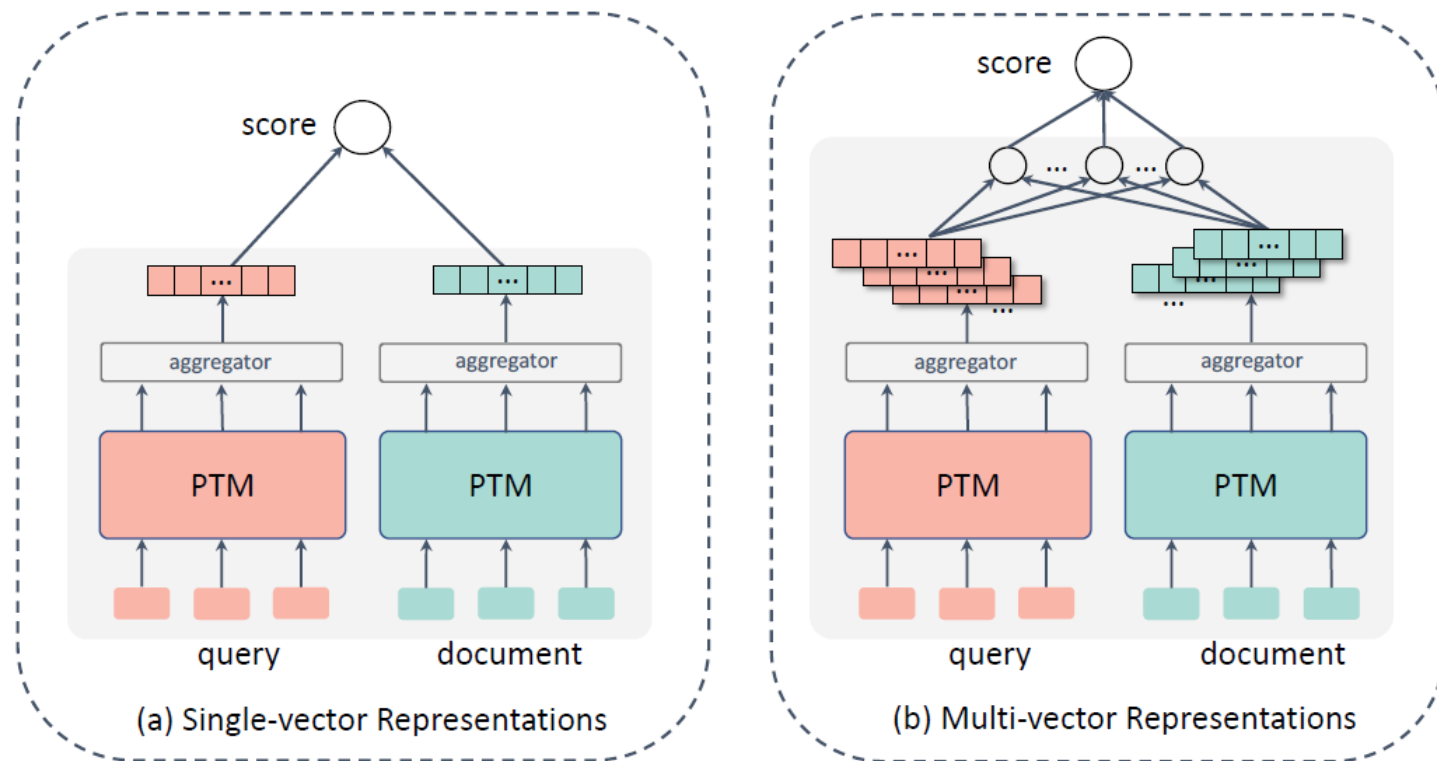 score
...
...
aggregator
aggregator
PTM
PTM
query
document
(a) Single-vector Representations
score
... ...
...
...
...
...
...
...
...
...
aggregator
aggregator
PTM
PTM
query
document
(b) Multi-vector Representations